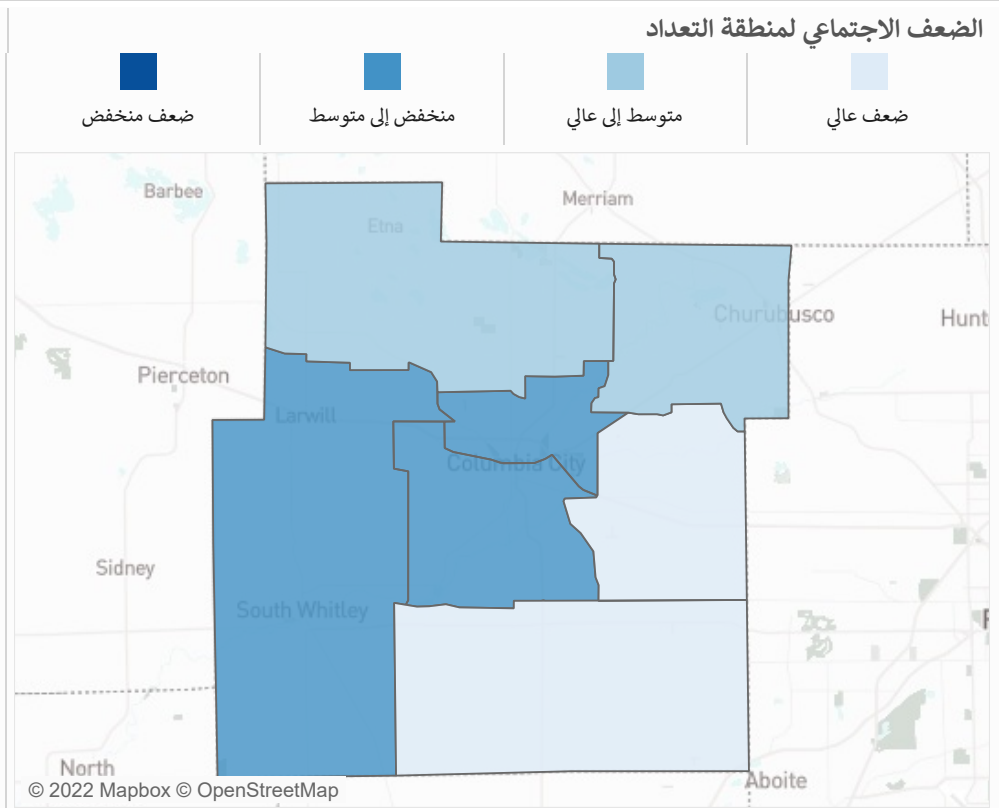 الضعف الاجتماعي لمنطقة التعداد
ضعف عالي
متوسط إلى عالي
منخفض إلى متوسط
ضعف منخفض
Barbee
Merriam
Etna
Churubusco
Hunt
Pierceton
Larwill
Columbia City
Sidney
South Whitley
North
Aboite
© 2022 Mapbox © OpenStreetMap